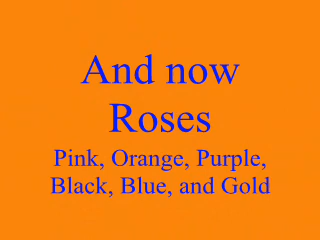 And now
Roses
Pink, Orange, Purple,
Black, Blue, and Gold